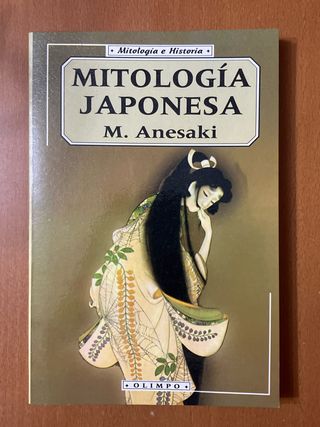 • Mitología e Historia •
MITOLOGÍA
JAPONESA
M. Anesaki
• OLIMPO •